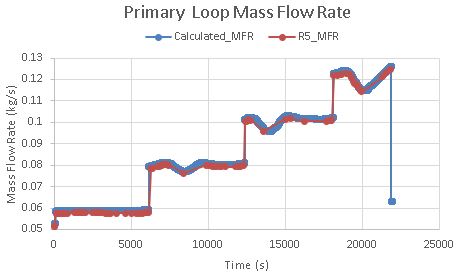 Primary Loop Mass Flow Rate
Calculated_MFR R5_MFR
0.13
0.12
0.11
0.1
0.09
0.08
0.07
0.06
0.05
Mass Flow Rate (kg/s)
0 5000 10000 15000 20000 25000
Time (s)